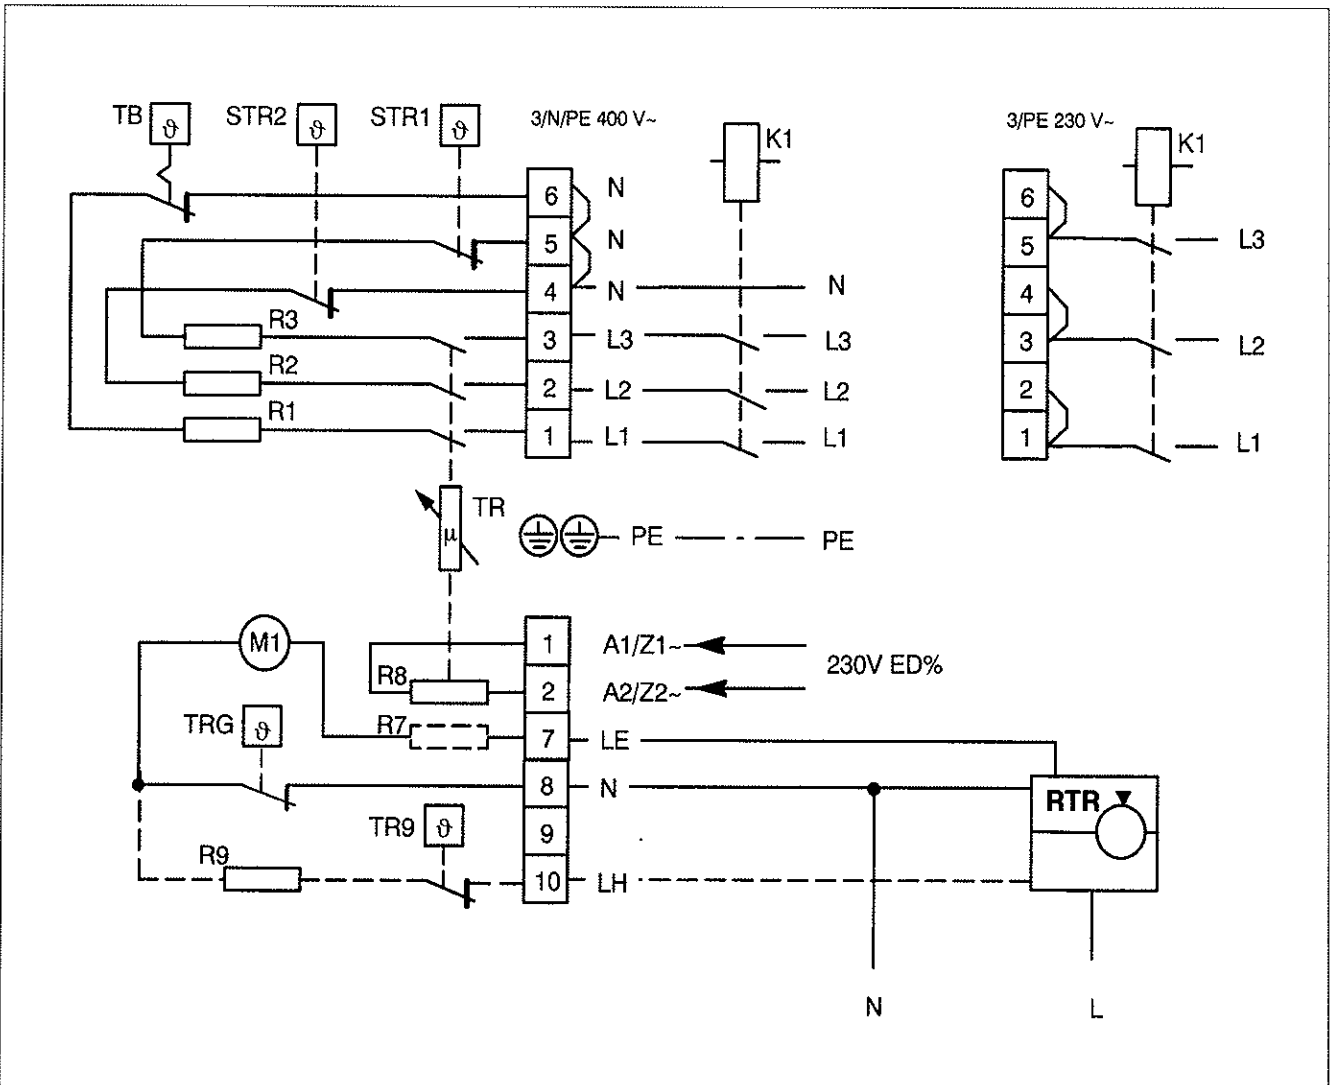 TB ϑ STR2 ϑ STR1 ϑ 3/N/PE 400 V~ K1 3/PE 230 V~ K1
6 N 6
5 N 5 L3
4 N N 4
R3 3 L3 L3 3 L2
R2 2 L2 L2 2
R1 1 L1 L1 1 L1
TR
μ PE PE
M1 1 A1/Z1~
230V ED%
R8 2 A2/Z2~
TRG ϑ R7 7 LE
8 N RTR
TR9 ϑ 9
R9 10 LH
N L